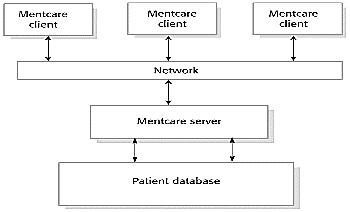 Mentcare
client
Mentcare
client
Mentcare
client
Network
Mentcare server
Patient database